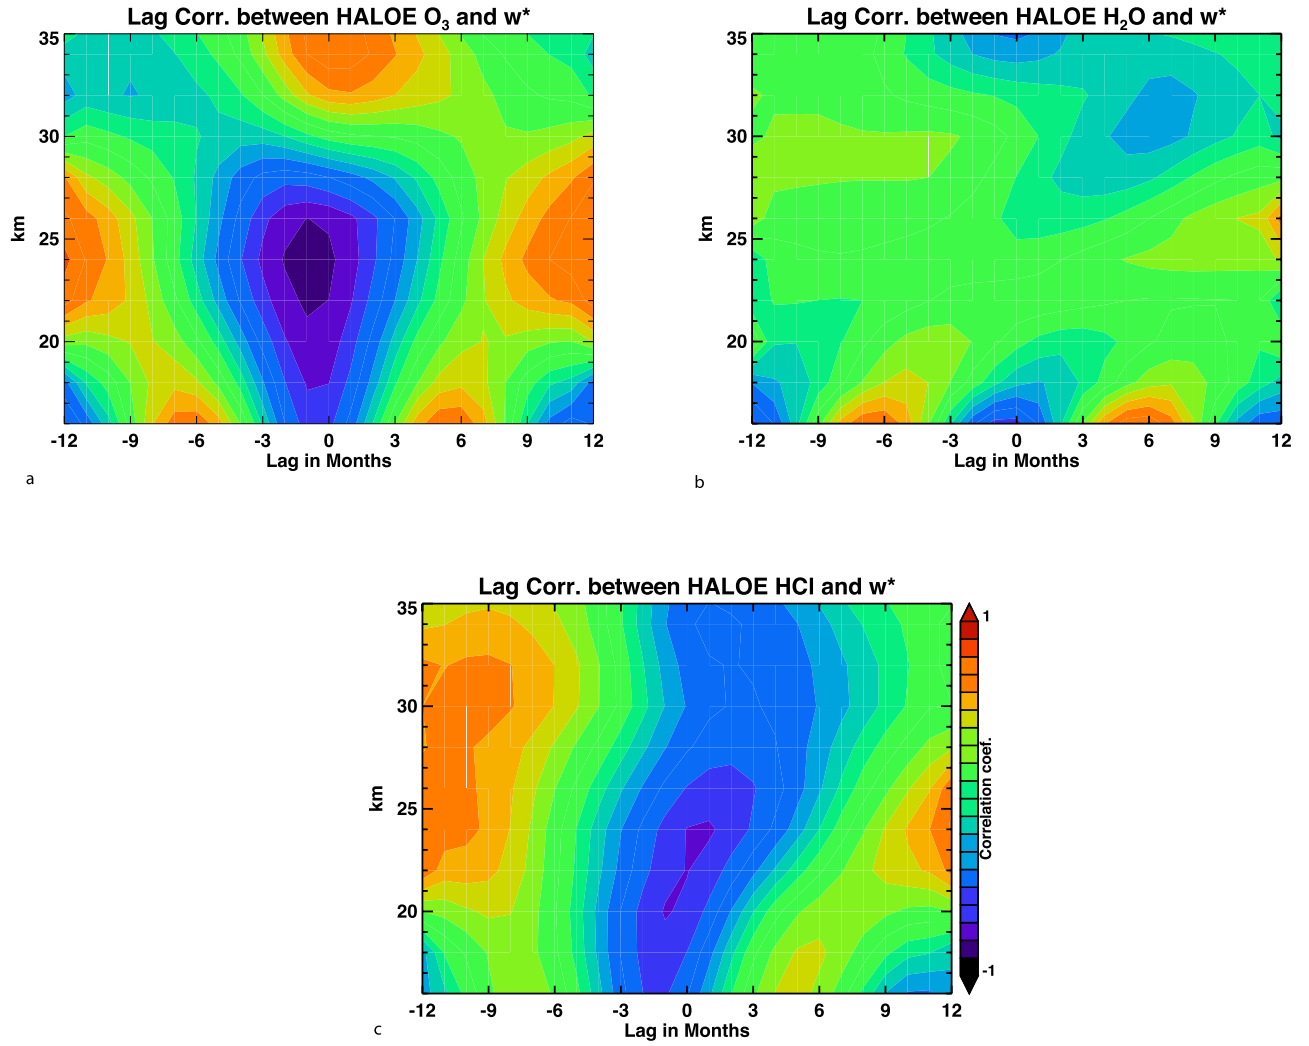 Lag Corr. between HALOE O3 and w*
35
30
25
20
km
-12 -9 -6 -3 0 3 6 9 12
Lag in Months
a
Lag Corr. between HALOE H2O and w*
35
30
25
20
km
-12 -9 -6 -3 0 3 6 9 12
Lag in Months
b
Lag Corr. between HALOE HCl and w*
35
30
25
20
km
-12 -9 -6 -3 0 3 6 9 12
Lag in Months
c
1
Correlation coef.
-1